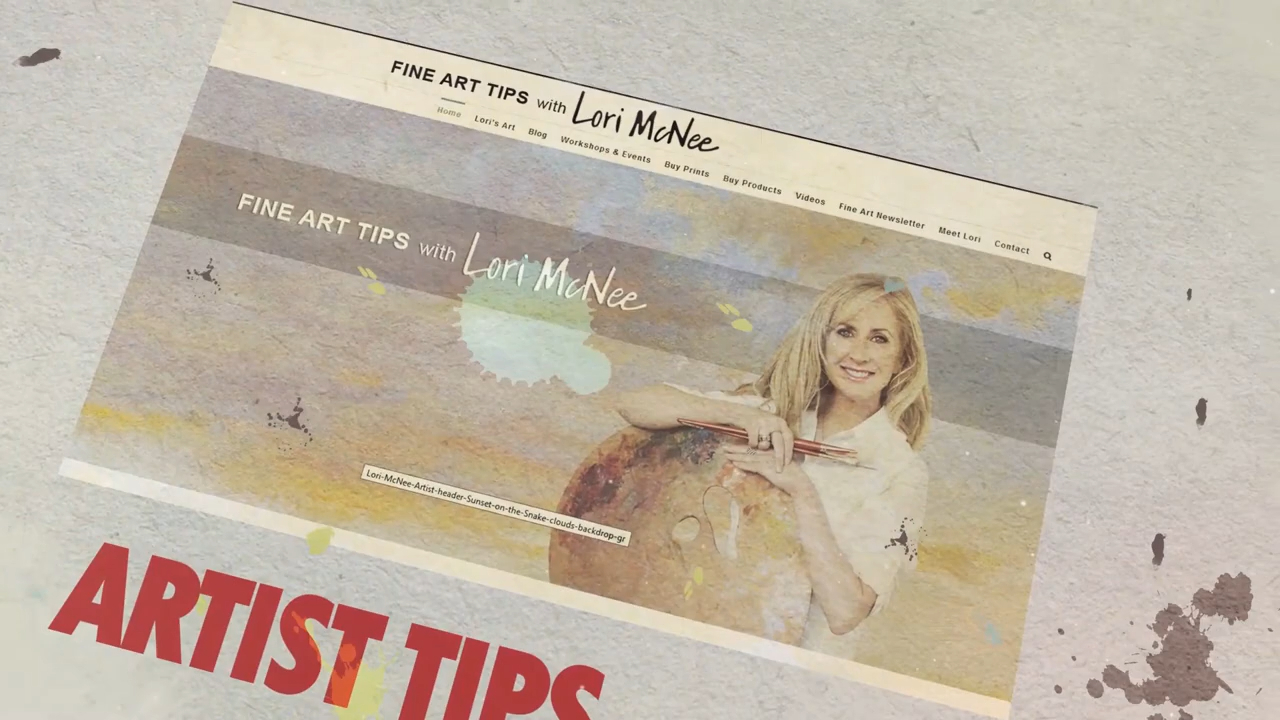 FINE ART TIPS with Lori McNee
Home Lori's Art Blog Workshops & Events Buy Prints Buy Products Videos Fine Art Newsletter Meet Lori Contact
FINE ART TIPS with Lori McNee
Lori-McNee-Artist-header-Sunset-on-the-Snake-clouds-backdrop-gr
ARTIST TIPS